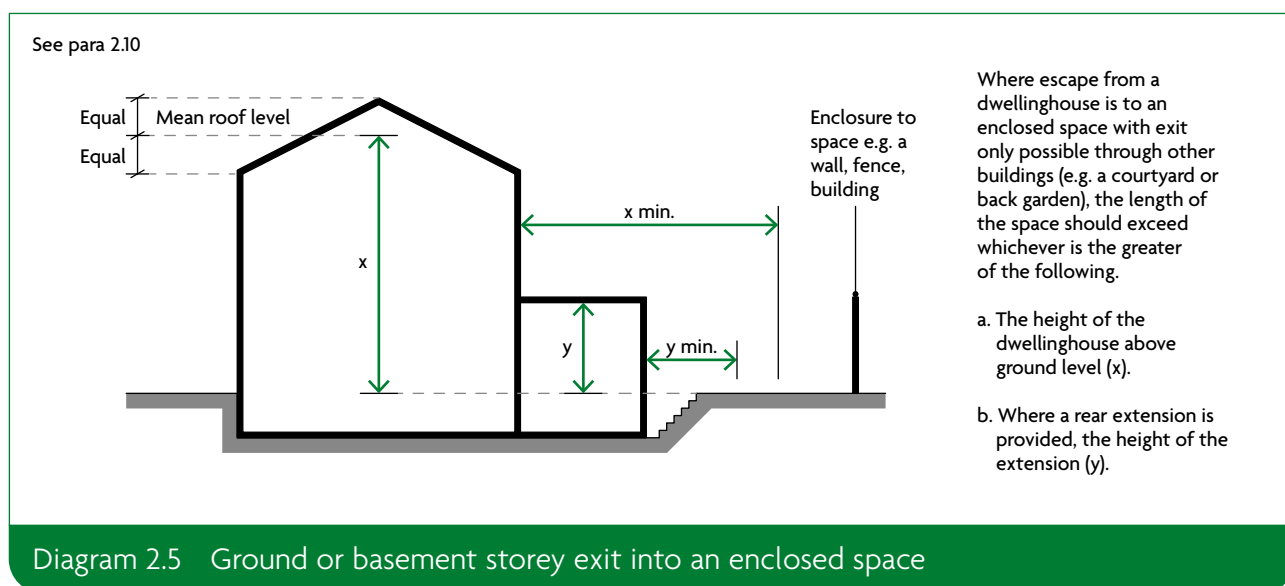 See para 2.10
Equal
Mean roof level
Equal
x
y
x min.
y min.
Enclosure to
space e.g. a
wall, fence,
building
Where escape from a
dwellinghouse is to an
enclosed space with exit
only possible through other
buildings (e.g. a courtyard or
back garden), the length of
the space should exceed
whichever is the greater
of the following.
a. The height of the
dwellinghouse above
ground level (x).
b. Where a rear extension is
provided, the height of the
extension (y).
Diagram 2.5 Ground or basement storey exit into an enclosed space